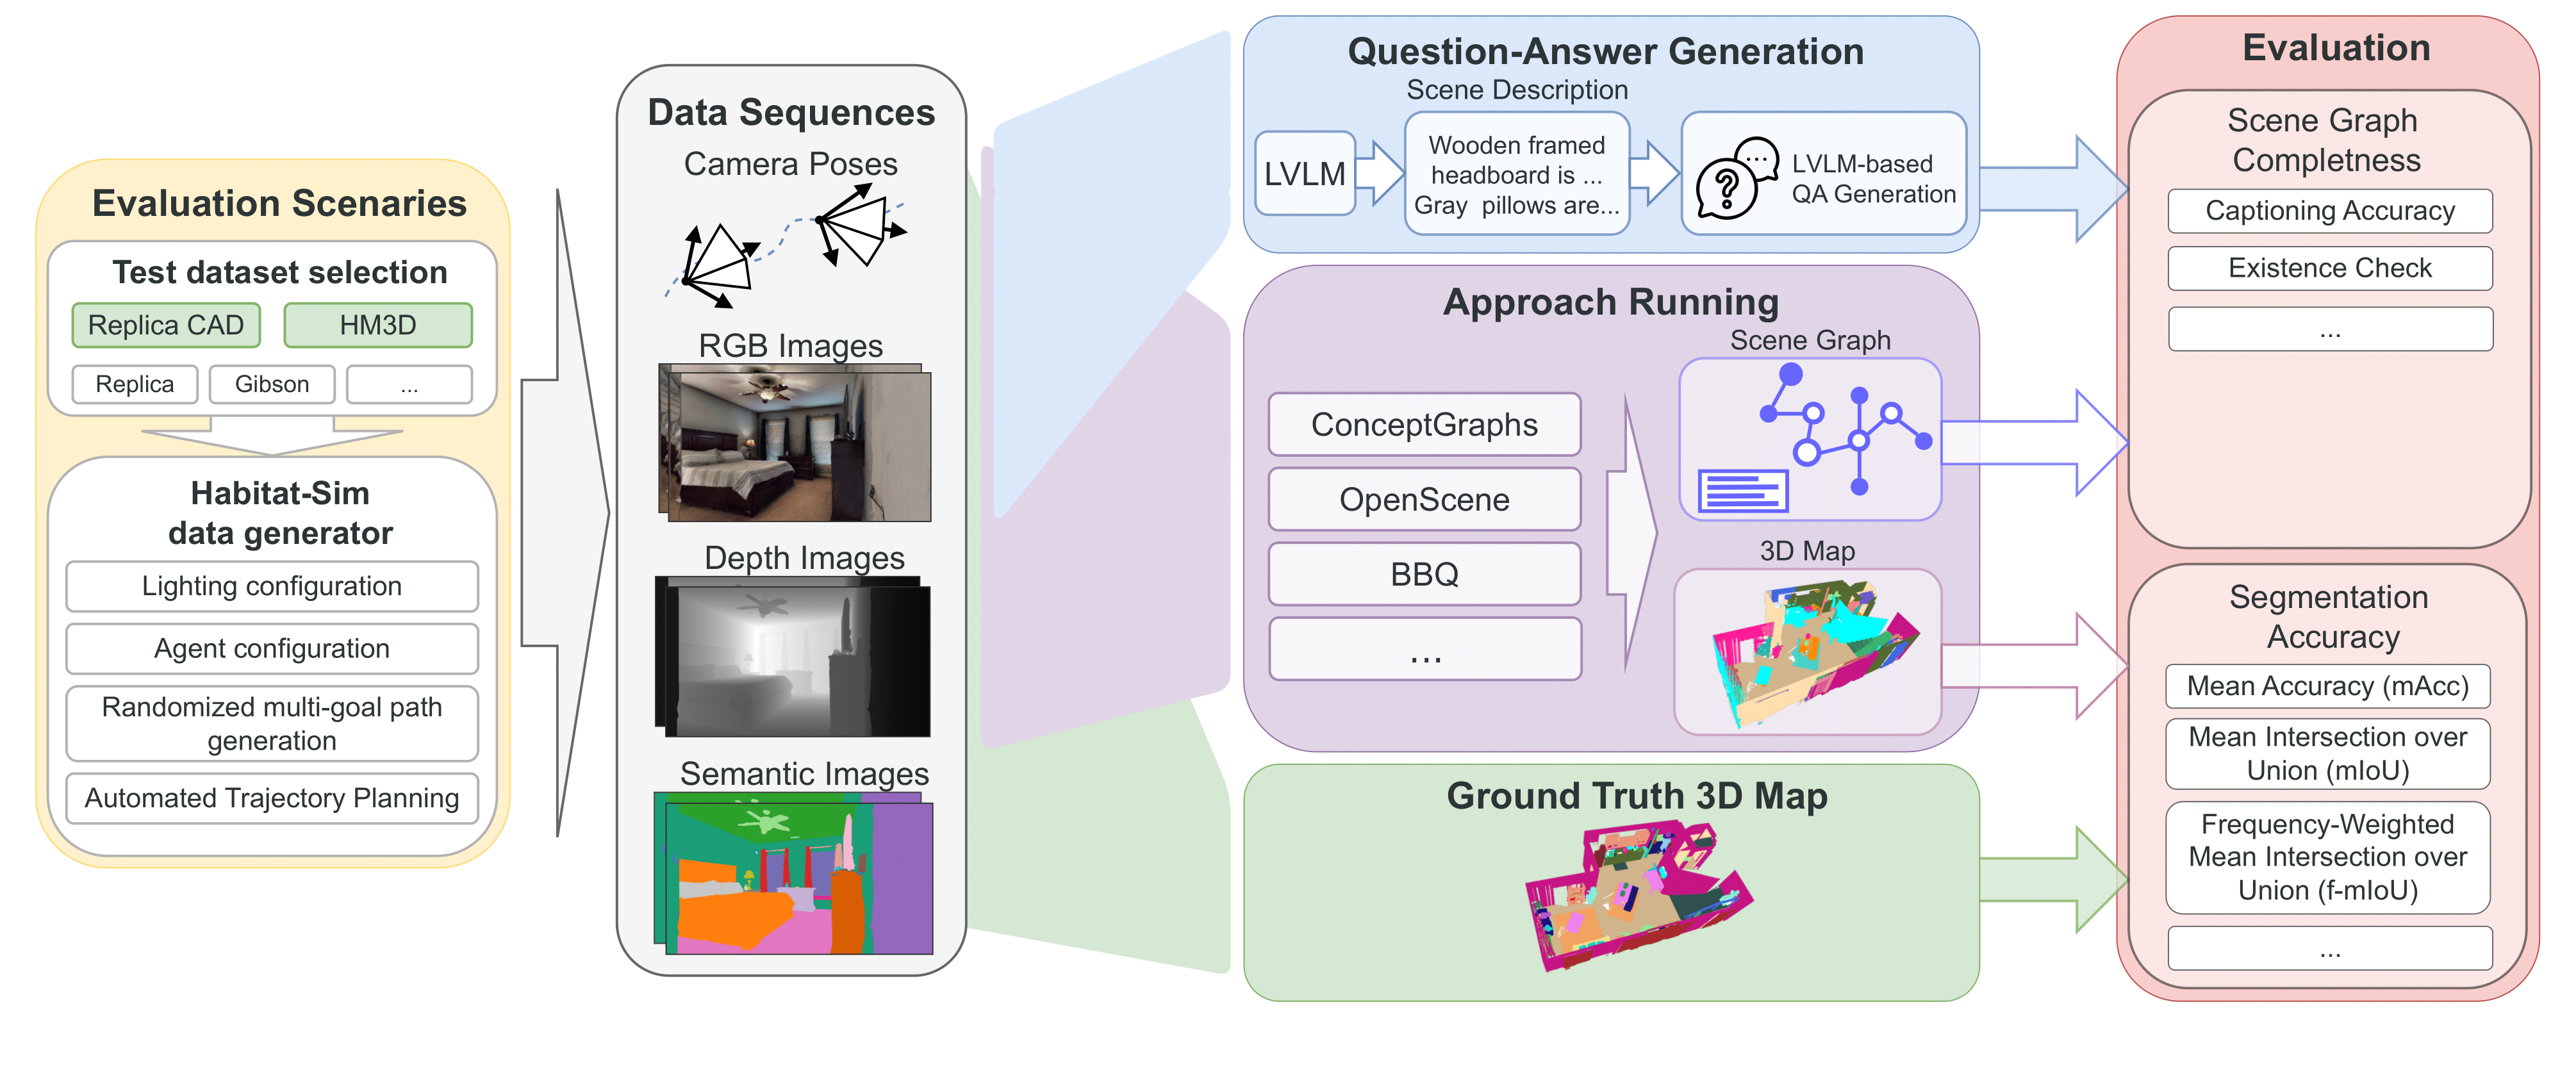 Evaluation Scenaries
Test dataset selection
Replica CAD
HM3D
Replica
Gibson
...
Habitat-Sim
data generator
Lighting configuration
Agent configuration
Randomized multi-goal path
generation
Automated Trajectory Planning
Data Sequences
Camera Poses
RGB Images
Depth Images
Semantic Images
Question-Answer Generation
Scene Description
LVLM
Wooden framed
headboard is ...
Gray pillows are...
?
...
LVLM-based
QA Generation
Approach Running
ConceptGraphs
OpenScene
BBQ
...
Scene Graph
3D Map
Ground Truth 3D Map
Evaluation
Scene Graph
Completness
Captioning Accuracy
Existence Check
...
Segmentation
Accuracy
Mean Accuracy (mAcc)
Mean Intersection over
Union (mIoU)
Frequency-Weighted
Mean Intersection over
Union (f-mIoU)
...